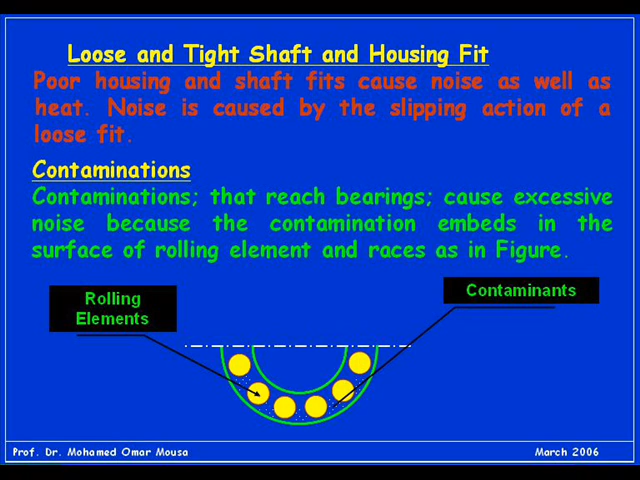 Loose and Tight Shaft and Housing Fit
Poor housing and shaft fits cause noise as well as
heat. Noise is caused by the slipping action of a
loose fit.
Contaminations
Contaminations; that reach bearings; cause excessive
noise because the contamination embeds in the
surface of rolling element and races as in Figure.
Rolling
Elements
Contaminants
Prof. Dr. Mohamed Omar Mousa
March 2006